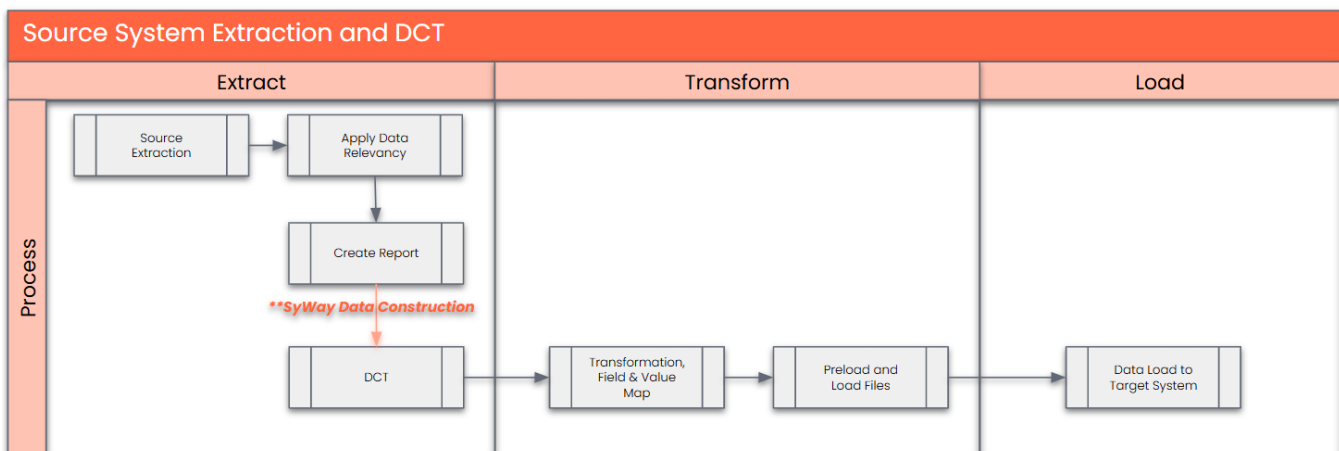 Source System Extraction and DCT
Extract
Transform
Load
Process
Source
Extraction
Apply Data
Relevancy
Create Report
**SyWay Data Construction
DCT
Transformation,
Field & Value
Map
Preload and
Load Files
Data Load to
Target System